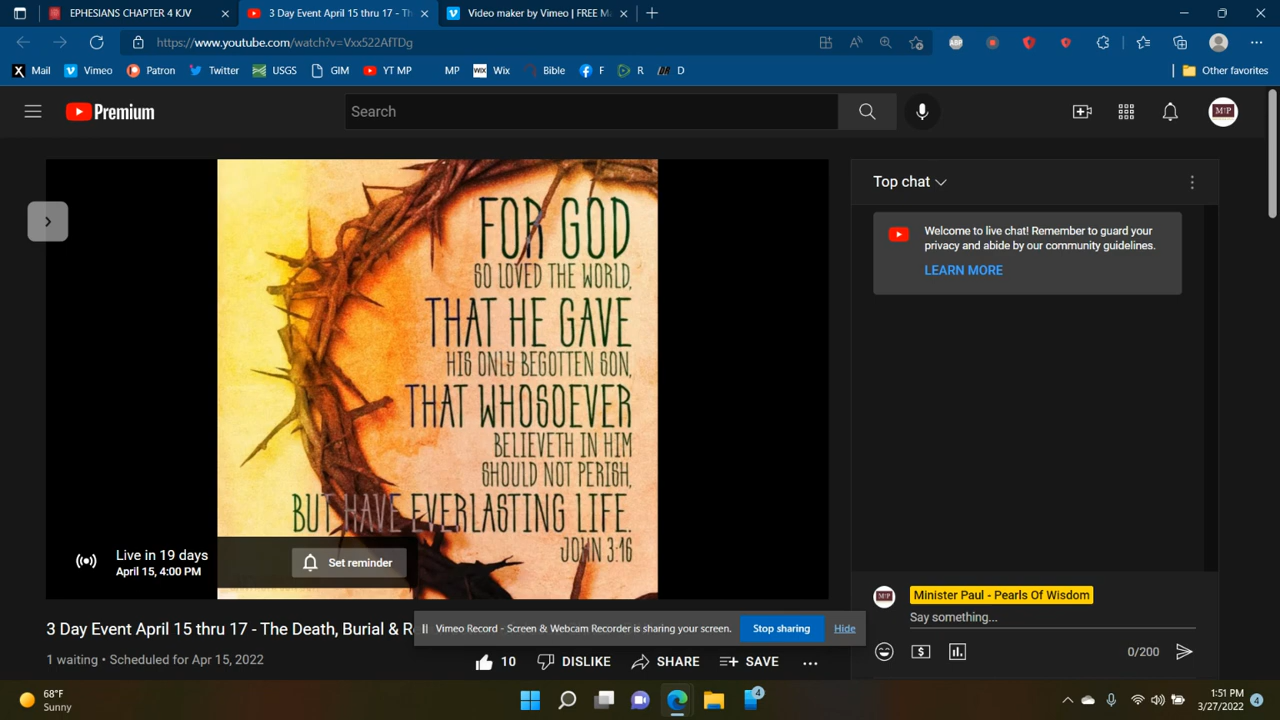 EPHESIANS CHAPTER 4 KJV
3 Day Event April 15 thru 17 - Th
Video maker by Vimeo | FREE M
https://www.youtube.com/watch?v=Vxx522AfTDg
Mail
Vimeo
Patron
Twitter
USGS
GIM
YT MP
MP
WIX Wix
Bible
F
R
D
Other favorites
Premium
Search
M!P
Top chat
Welcome to live chat! Remember to guard your
privacy and abide by our community guidelines.
LEARN MORE
FOR GOD
SO LOVED THE WORLD,
THAT HE GAVE
HIS ONLY BEGOTTEN SON,
THAT WHOSOEVER
BELIEVETH IN HIM
SHOULD NOT PERISH,
BUT HAVE EVERLASTING LIFE.
JOHN 3:16
Live in 19 days
April 15, 4:00 PM
Set reminder
Minister Paul - Pearls Of Wisdom
Say something...
0/200
3 Day Event April 15 thru 17 - The Death, Burial & R
Vimeo Record - Screen & Webcam Recorder is sharing your screen.
Stop sharing
Hide
1 waiting • Scheduled for Apr 15, 2022
10
DISLIKE
SHARE
SAVE
68°F
Sunny
4
1:51 PM
3/27/2022
4